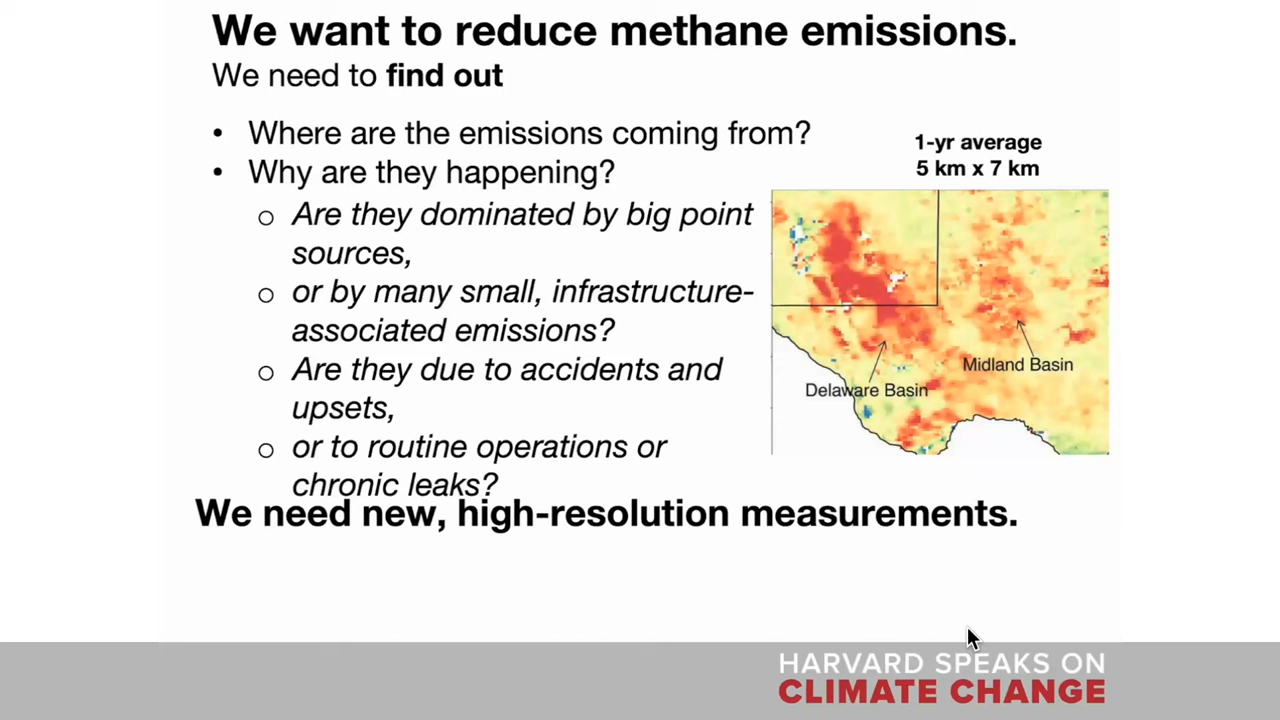 We want to reduce methane emissions.
We need to find out
• Where are the emissions coming from?
• Why are they happening?
o Are they dominated by big point
sources,
o or by many small, infrastructure-
associated emissions?
o Are they due to accidents and
upsets,
o or to routine operations or
chronic leaks?
1-yr average
5 km x 7 km
Midland Basin
Delaware Basin
We need new, high-resolution measurements.
HARVARD SPEAKS ON
CLIMATE CHANGE